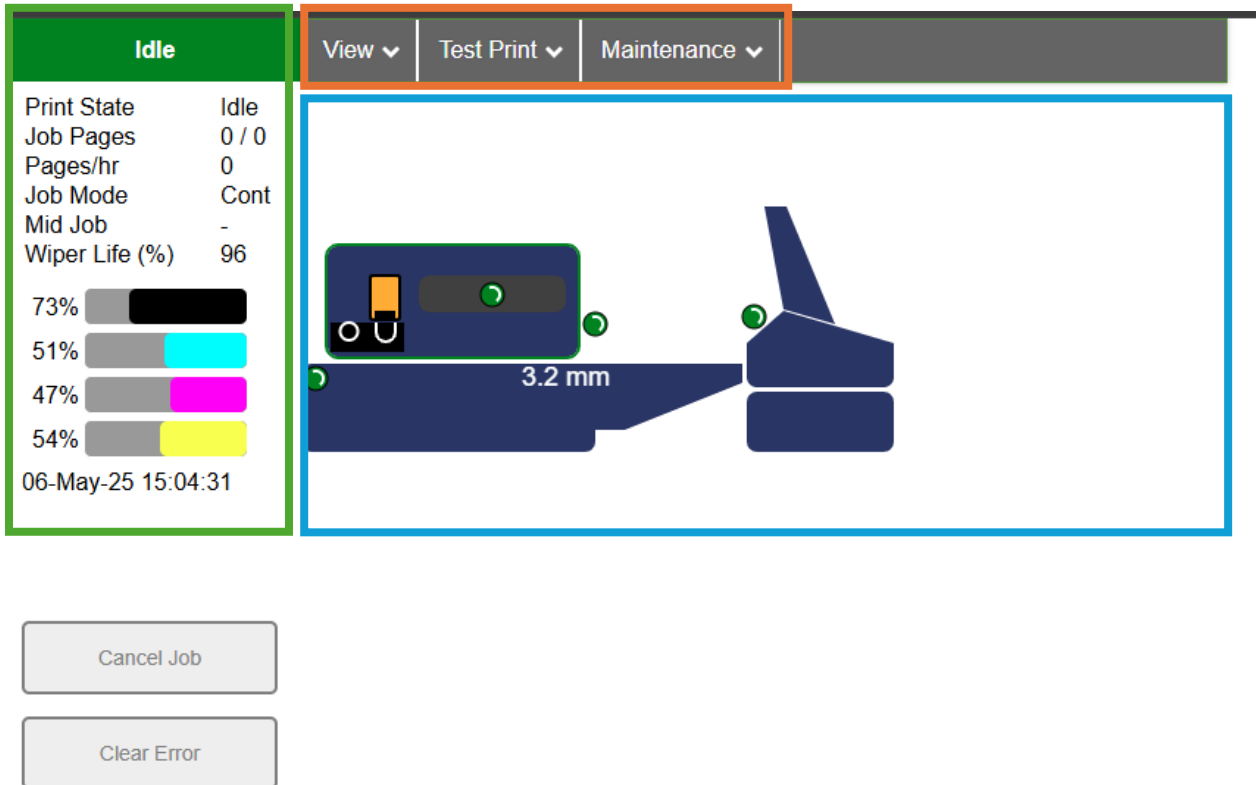 Idle
View
Test Print
Maintenance
Print State Idle
Job Pages 0 / 0
Pages/hr 0
Job Mode Cont
Mid Job -
Wiper Life (%) 96
73%
51%
47%
54%
06-May-25 15:04:31
3.2 mm
Cancel Job
Clear Error